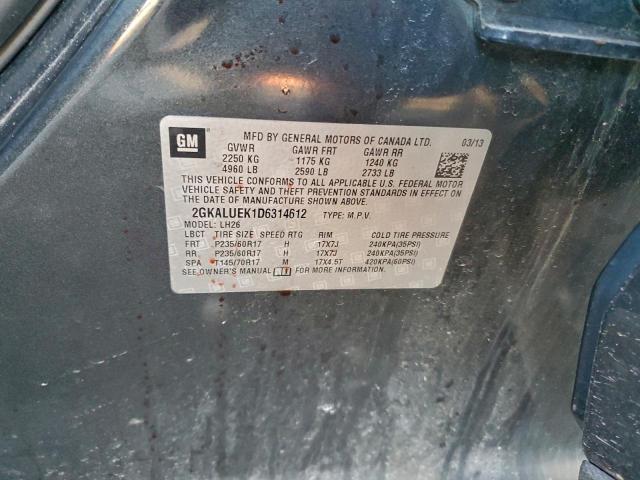 GM
MFD BY GENERAL MOTORS OF CANADA LTD. 03/13
GVWR GAWR FRT GAWR RR
2250 KG 1175 KG 1240 KG
4960 LB 2590 LB 2733 LB
THIS VEHICLE CONFORMS TO ALL APPLICABLE U.S. FEDERAL MOTOR
VEHICLE SAFETY AND THEFT PREVENTION STANDARDS IN EFFECT ON
THE DATE OF MANUFACTURE SHOWN ABOVE.
2GKALUEK1D6314612 TYPE: M.P.V.
MODEL: LH26
LBCT TIRE SIZE SPEED RTG RIM COLD TIRE PRESSURE
FRT P235/60R17 H 17X7J 240KPA(35PSI)
RR P235/60R17 H 17X7J 240KPA(35PSI)
SPA T145/70R17 M 17X4.5T 420KPA(60PSI)
SEE OWNER'S MANUAL